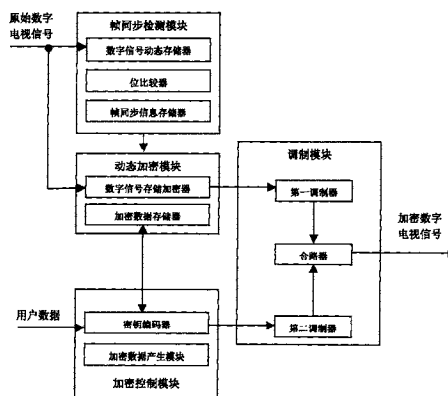 原始数字
电视信号
帧同步检测模块
数字信号动态存储器
位比较器
帧同步信息存储器
动态加密模块
数字信号存储加密器
加密数据存储器
调制模块
第一调制器
合路器
第二调制器
加密数字
电视信号
用户数据
密钥编码器
加密数据产生模块
加密控制模块